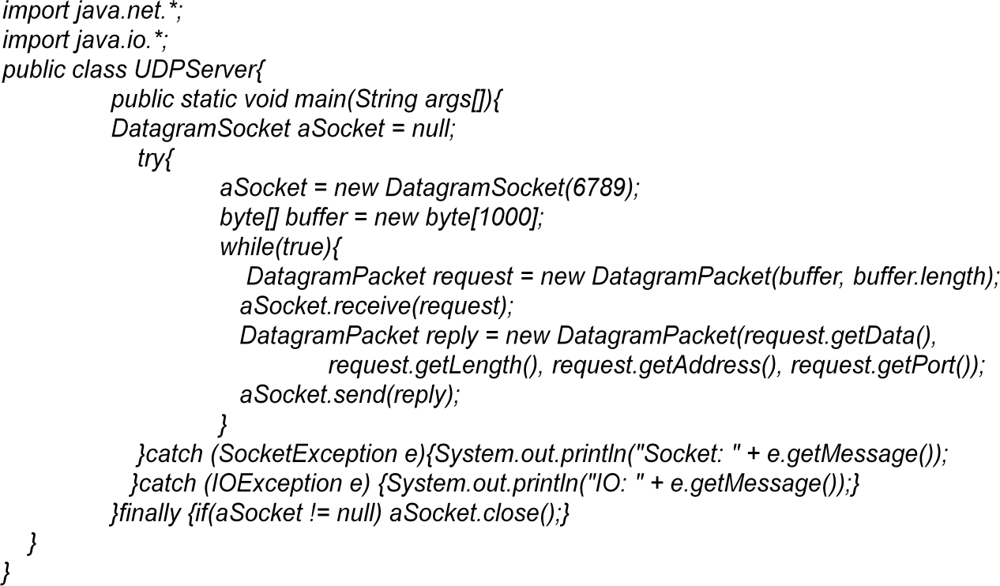 import java.net.*;
import java.io.*;
public class UDPServer{
public static void main(String args[]){
DatagramSocket aSocket = null;
try{
aSocket = new DatagramSocket(6789);
byte[] buffer = new byte[1000];
while(true){
DatagramPacket request = new DatagramPacket(buffer, buffer.length);
aSocket.receive(request);
DatagramPacket reply = new DatagramPacket(request.getData(),
request.getLength(), request.getAddress(), request.getPort());
aSocket.send(reply);
}
}catch (SocketException e){System.out.println("Socket: " + e.getMessage());
}catch (IOException e) {System.out.println("IO: " + e.getMessage());}
}finally {if(aSocket != null) aSocket.close();}
}
}